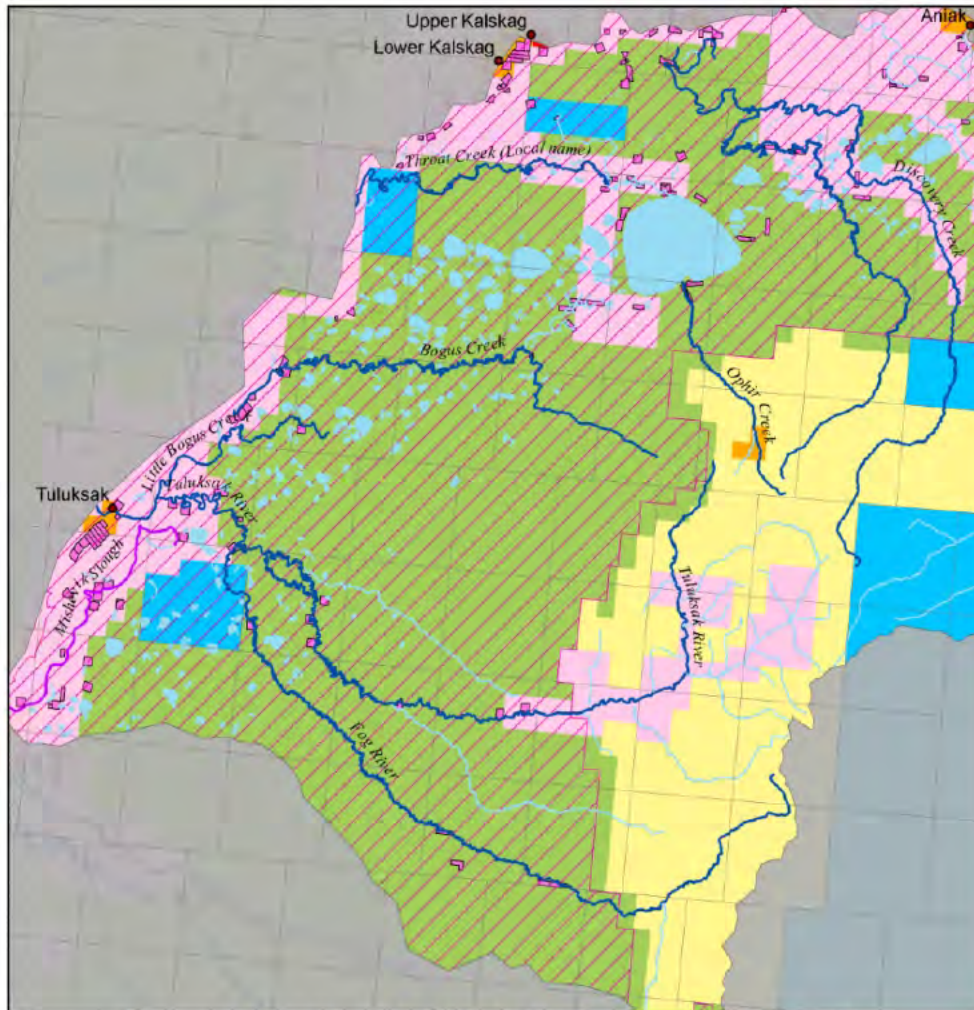 Upper Kalskag
Aniak
Lower Kalskag
Throat Creek (Local name)
Discovery Creek
Bogus Creek
Ophir Creek
Little Bogus Creek
Tuluksak River
Tuluksak
Mishevik Slough
Tuluksak River
Fog River